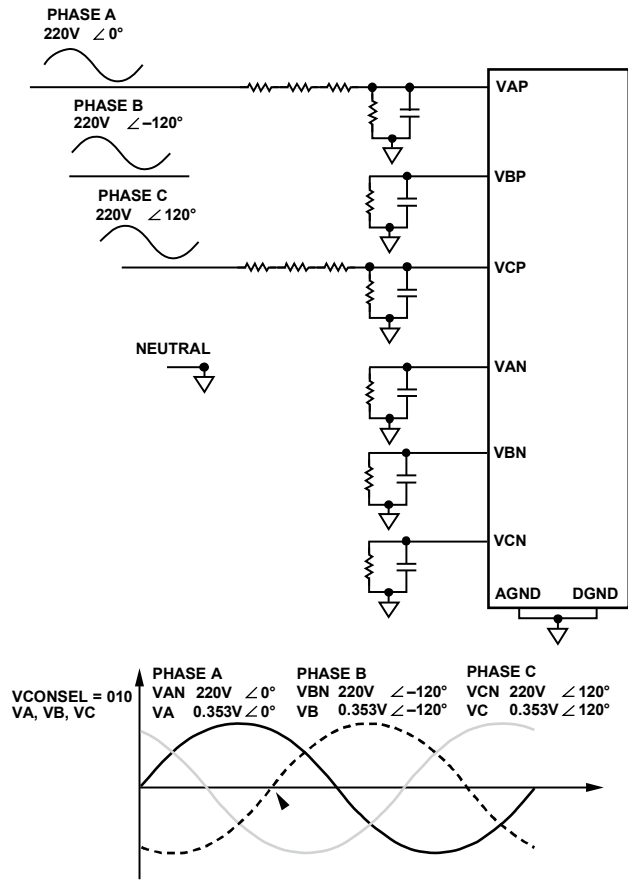 PHASE A
220V ∠ 0°
PHASE B
220V ∠ –120°
PHASE C
220V ∠ 120°
NEUTRAL
VAP
VBP
VCP
VAN
VBN
VCN
AGND DGND
VCONSEL = 010
VA, VB, VC
PHASE A
VAN 220V ∠ 0°
VA 0.353V ∠ 0°
PHASE B
VBN 220V ∠ –120°
VB 0.353V ∠ –120°
PHASE C
VCN 220V ∠ 120°
VC 0.353V ∠ 120°